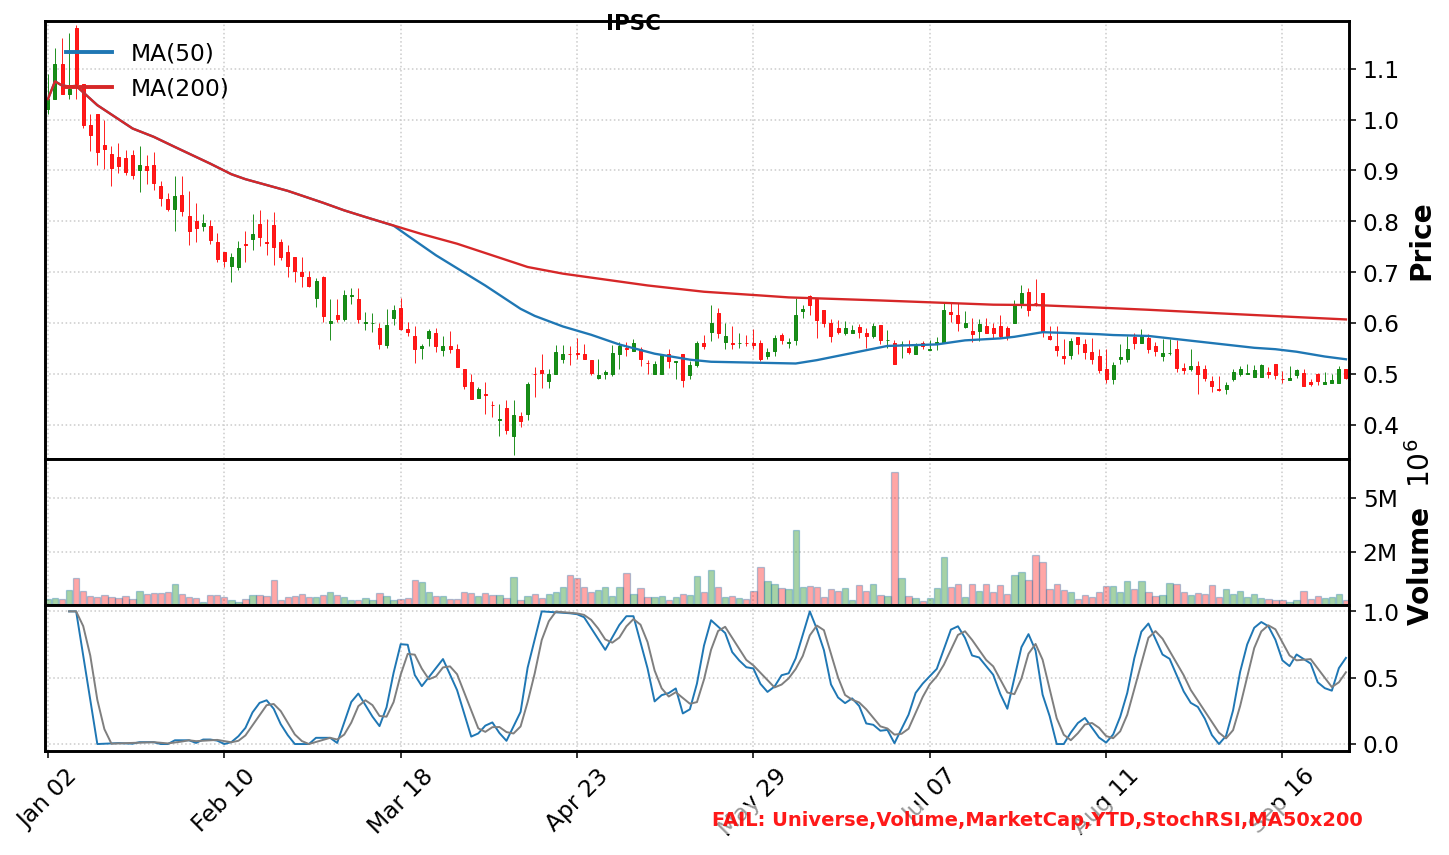 IPSC
MA(50)
MA(200)
1.1
1.0
0.9
0.8
0.7
0.6
0.5
0.4
Price
5M
2M
Volume 10⁶
1.0
0.5
0.0
Jan 02
Feb 10
Mar 18
Apr 23
May 29
Jul 07
Aug 11
Sep 16
FAIL: Universe,Volume,MarketCap,YTD,StochRSI,MA50x200